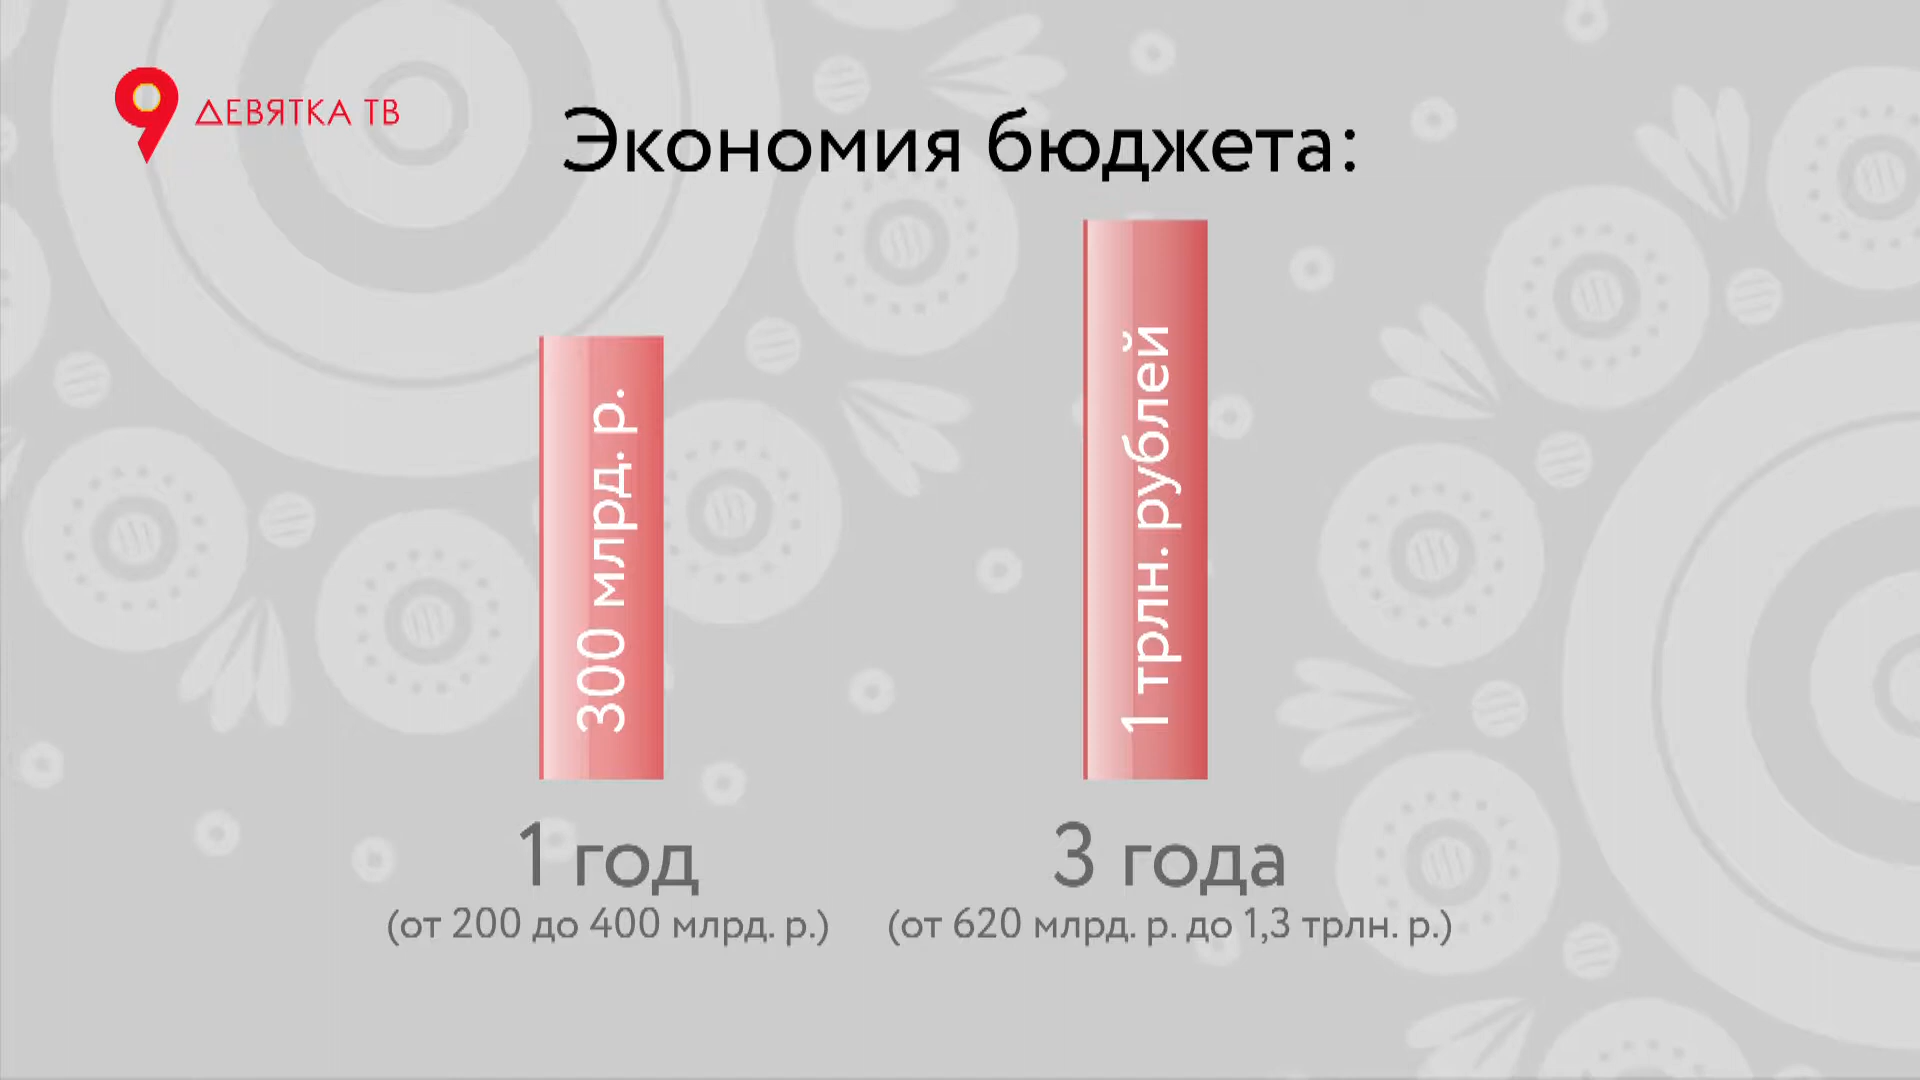 9 ДЕВЯТКА ТВ
Экономия бюджета:
300 млрд. р.
1 трлн. рублей
1 год
3 года
(от 200 до 400 млрд. р.)
(от 620 млрд. р. до 1,3 трлн. р.)